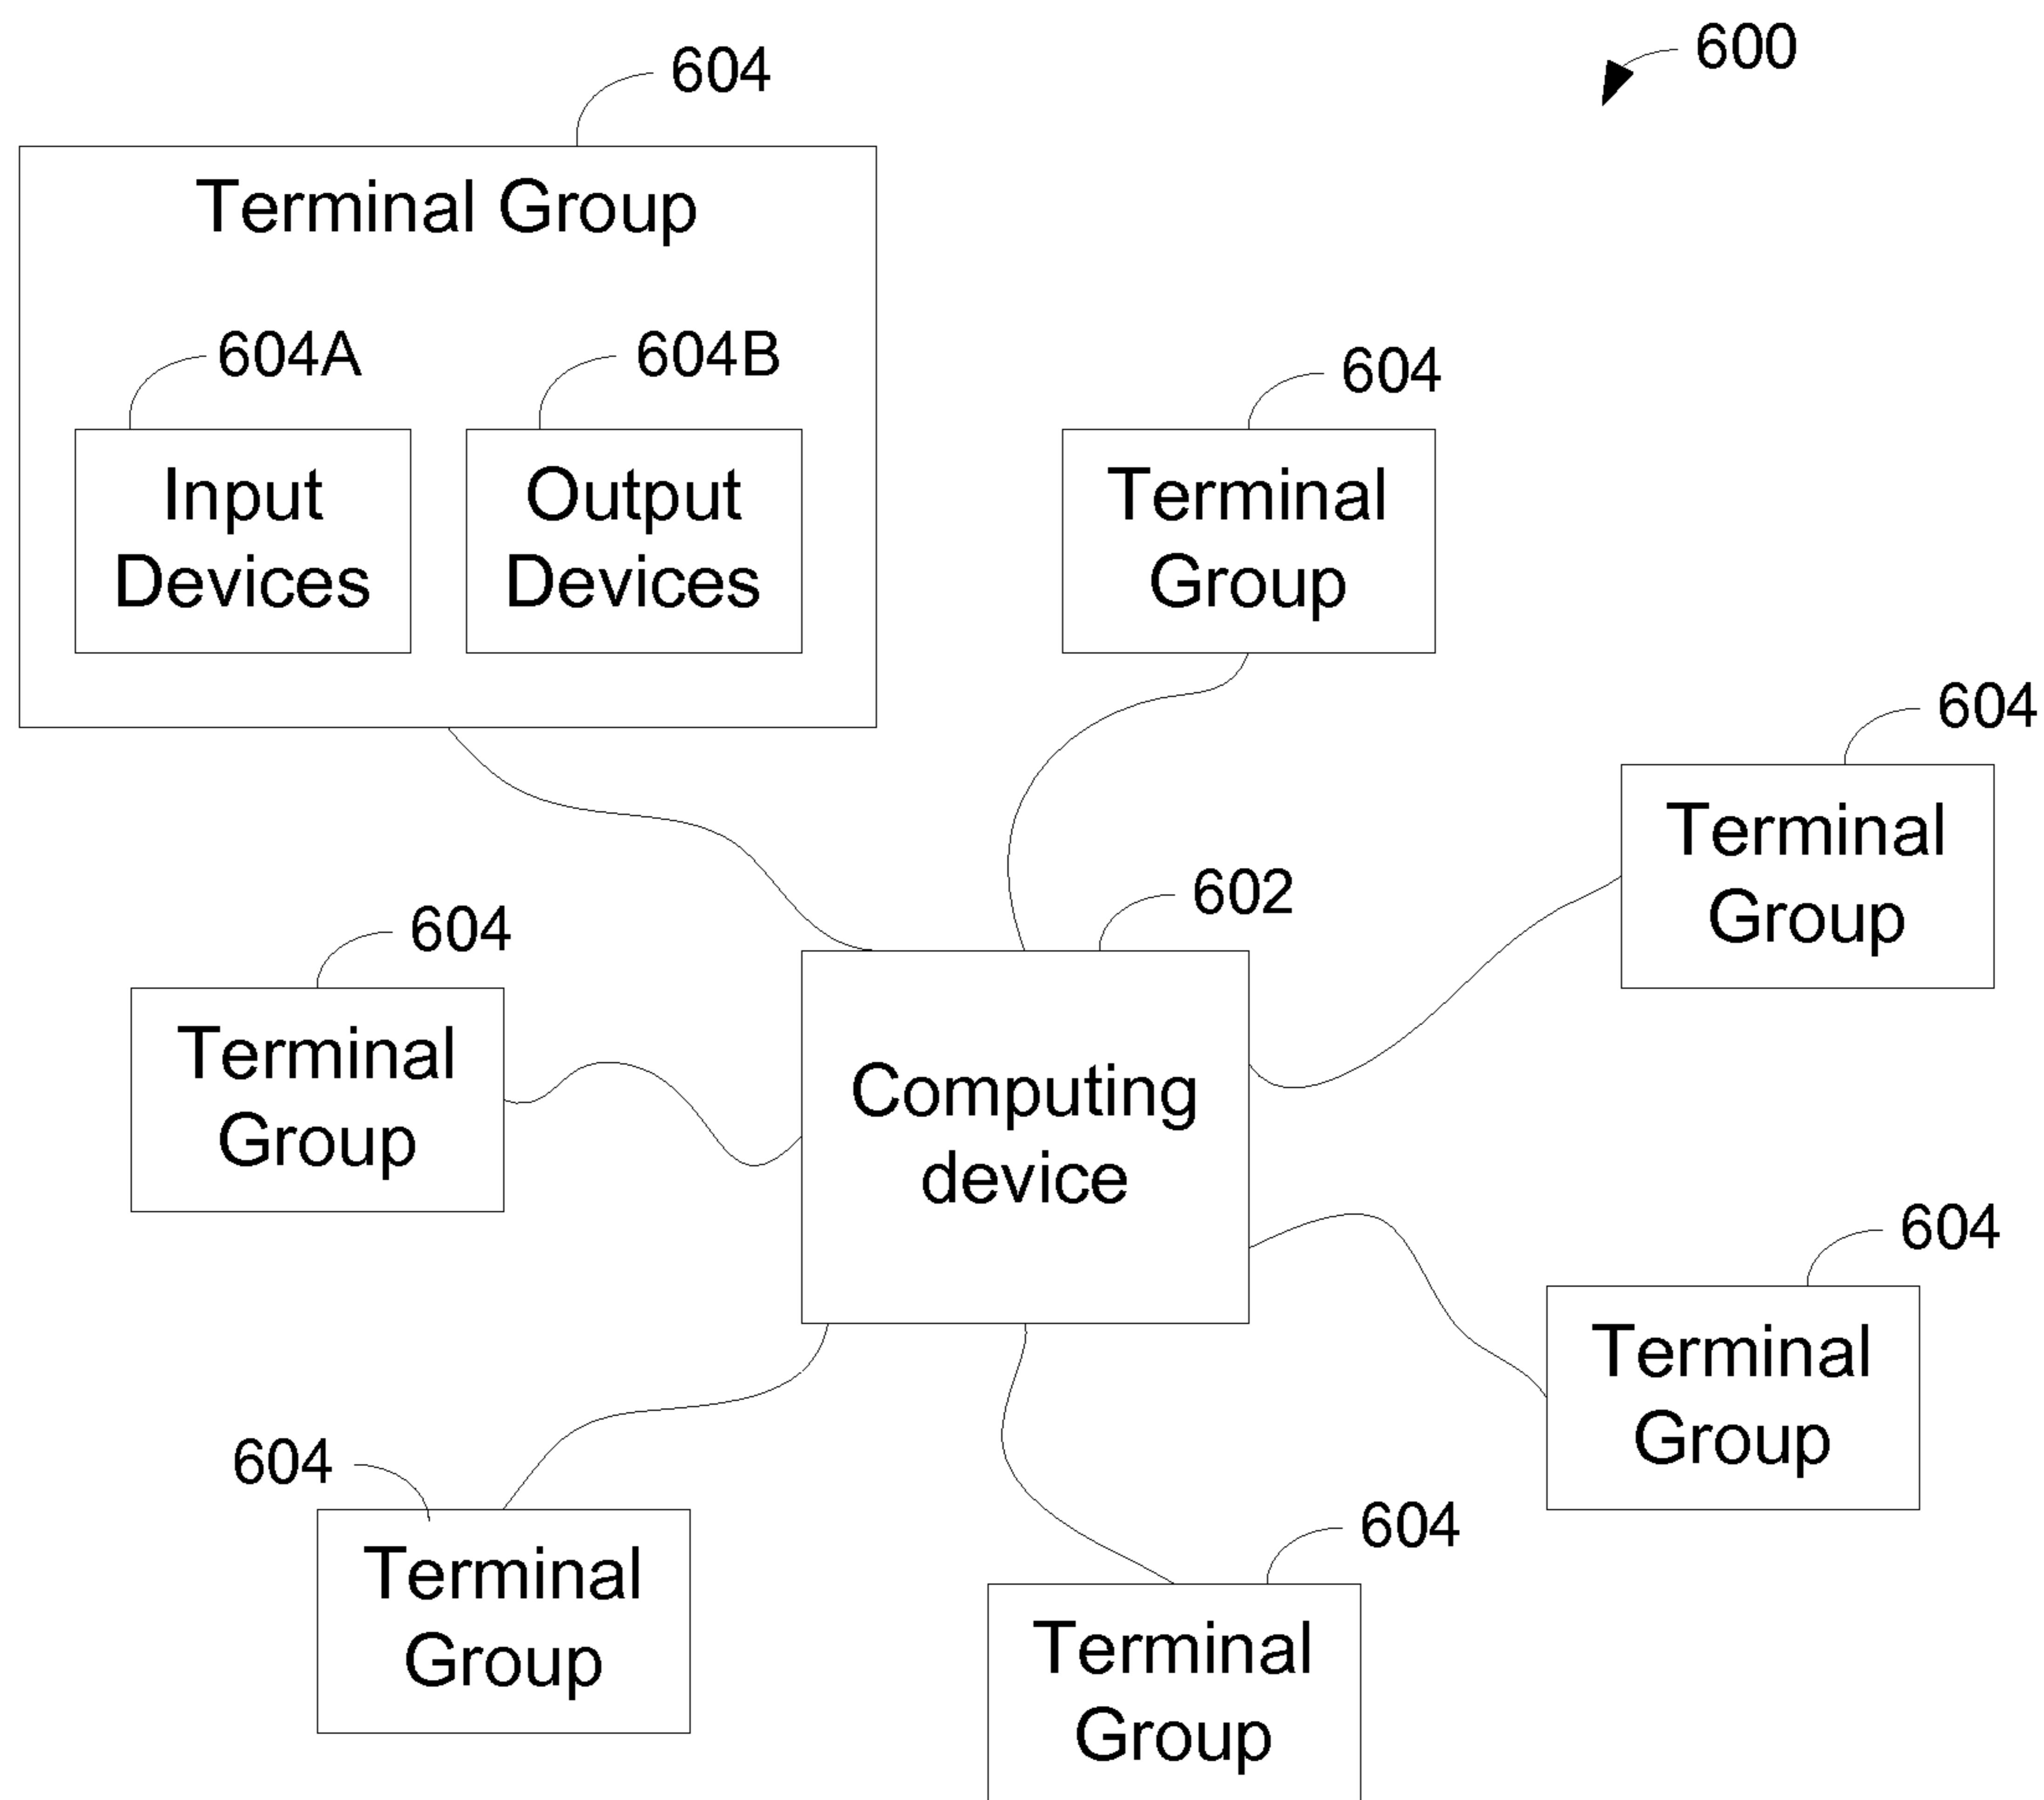 600
604
Terminal Group
604A
604B
Input
Devices
Output
Devices
604
Terminal
Group
604
Terminal
Group
602
Computing
device
604
Terminal
Group
604
Terminal
Group
604
Terminal
Group
604
Terminal
Group